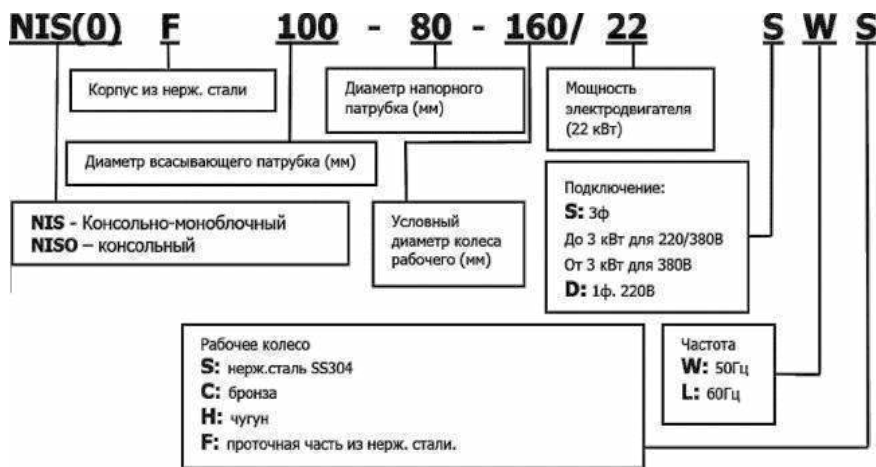 NIS(0) F 100 - 80 - 160/ 22 S W S
Корпус из нерж. стали
Диаметр напорного
патрубка (мм)
Мощность
электродвигателя
(22 кВт)
Диаметр всасывающего патрубка (мм)
NIS - Консольно-моноблочный
NISO – консольный
Условный
диаметр колеса
рабочего (мм)
Подключение:
S: 3ф
До 3 кВт для 220/380В
От 3 кВт для 380В
D: 1ф. 220В
Рабочее колесо
S: нерж.сталь SS304
C: бронза
H: чугун
F: проточная часть из нерж. стали.
Частота
W: 50Гц
L: 60Гц